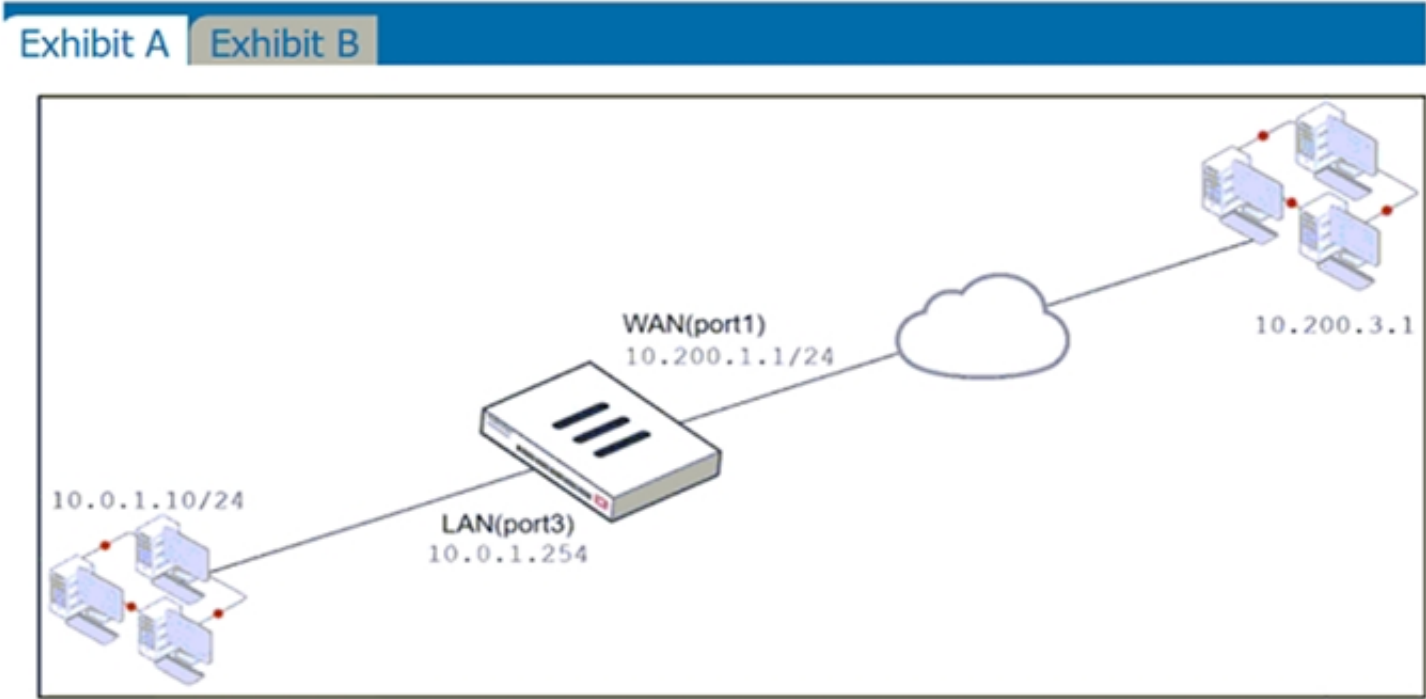 Exhibit A Exhibit B
WAN(port1)
10.200.1.1/24
10.200.3.1
10.0.1.10/24
LAN(port3)
10.0.1.254